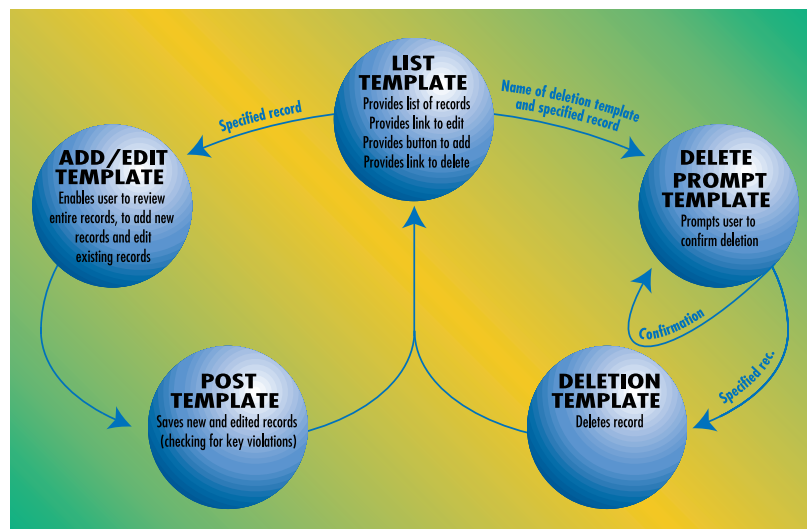 LIST
TEMPLATE
Provides list of records
Provides link to edit
Provides button to add
Provides link to delete
Specified record
Name of deletion template
and specified record
ADD/EDIT
TEMPLATE
Enables user to review
entire records, to add new
records and edit
existing records
DELETE
PROMPT
TEMPLATE
Prompts user to
confirm deletion
Confirmation
Specified rec.
POST
TEMPLATE
Saves new and edited records
(checking for key violations)
DELETION
TEMPLATE
Deletes record